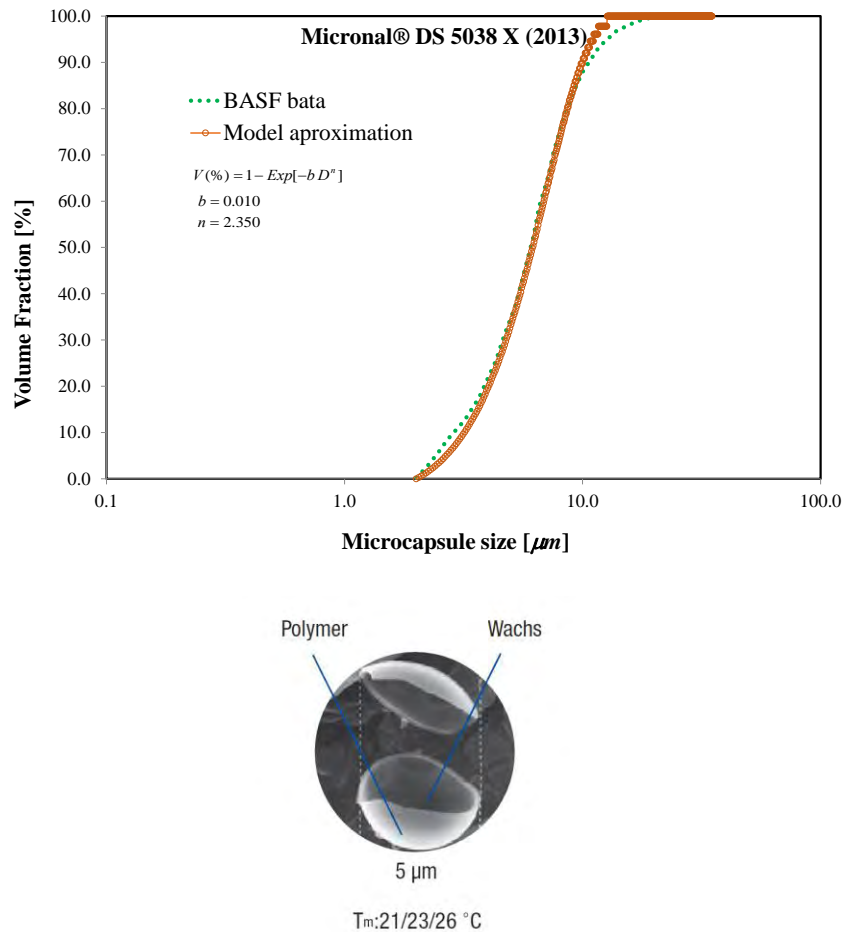 Micronal® DS 5038 X (2013)
100.0
90.0
80.0
70.0
60.0
50.0
40.0
30.0
20.0
10.0
0.0
Volume Fraction [%]
BASF bata
Model aproximation
V(%) = 1 − Exp[−b Dⁿ]
b = 0.010
n = 2.350
0.1 1.0 10.0 100.0
Microcapsule size [μm]
Polymer Wachs
5 µm
Tm:21/23/26 °C